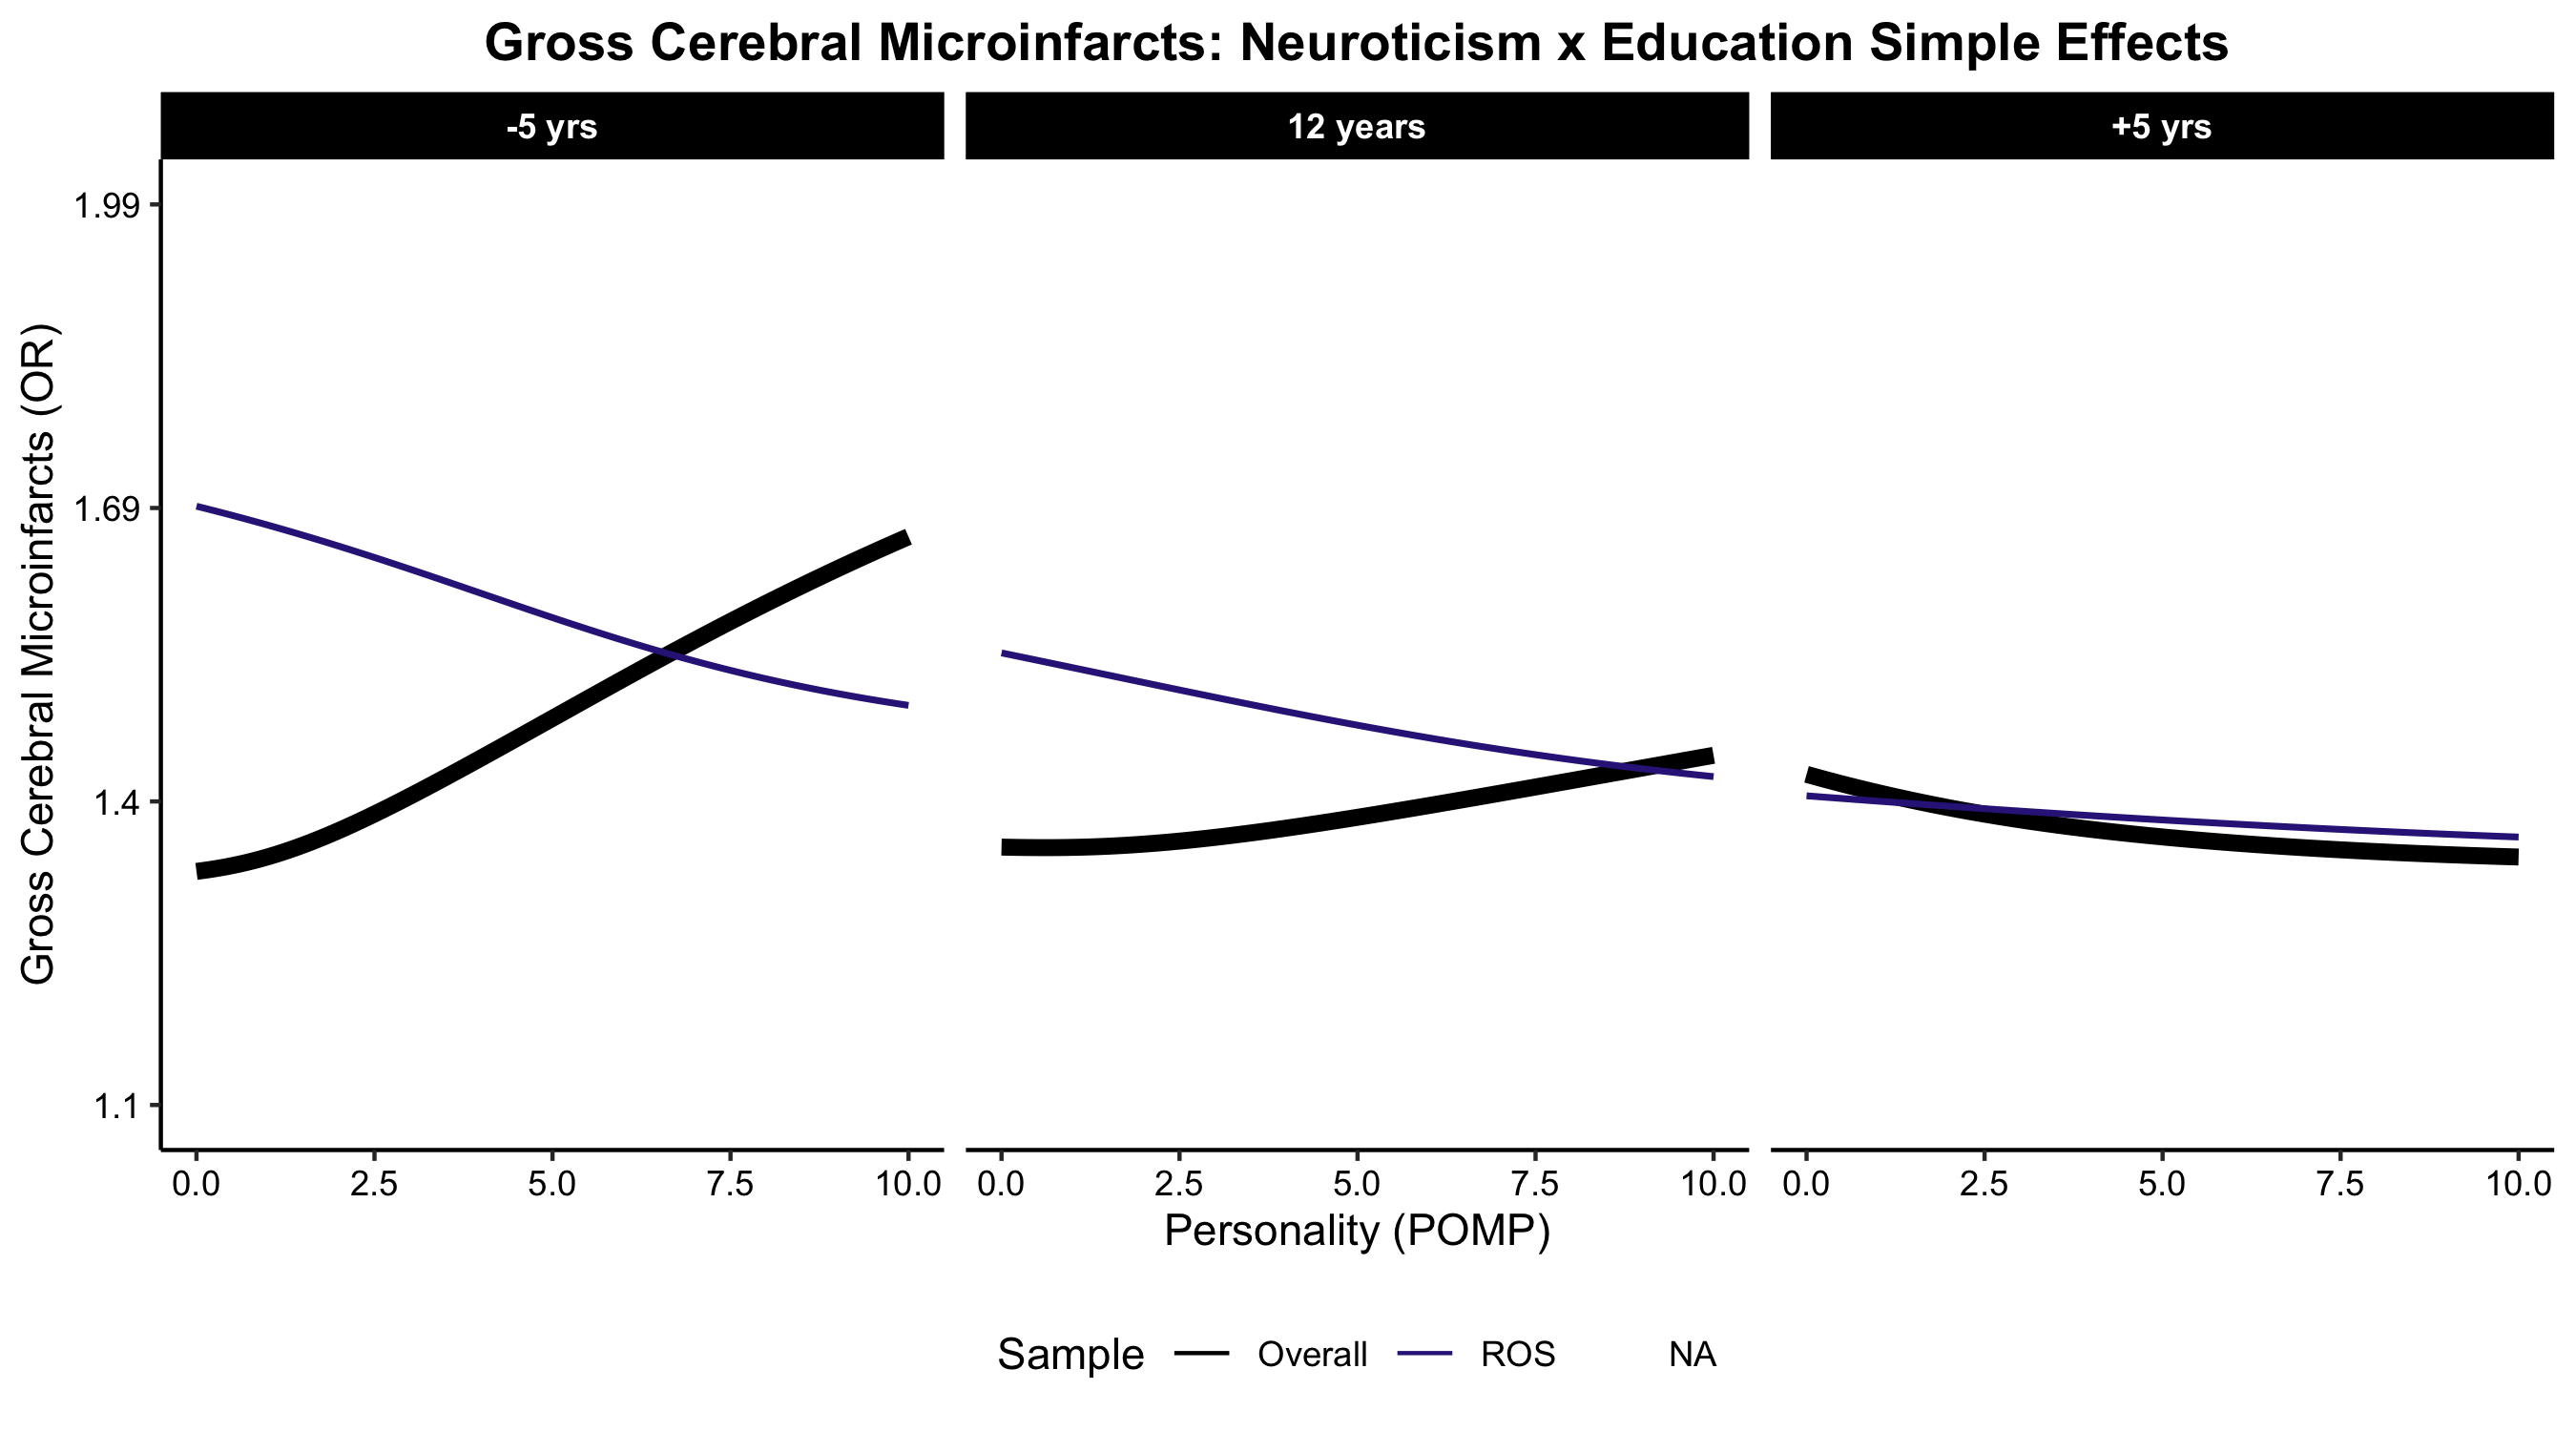 Gross Cerebral Microinfarcts: Neuroticism x Education Simple Effects
-5 yrs
12 years
+5 yrs
Gross Cerebral Microinfarcts (OR)
1.99
1.69
1.4
1.1
0.0 2.5 5.0 7.5 10.0
0.0 2.5 5.0 7.5 10.0
0.0 2.5 5.0 7.5 10.0
Personality (POMP)
Sample Overall ROS NA